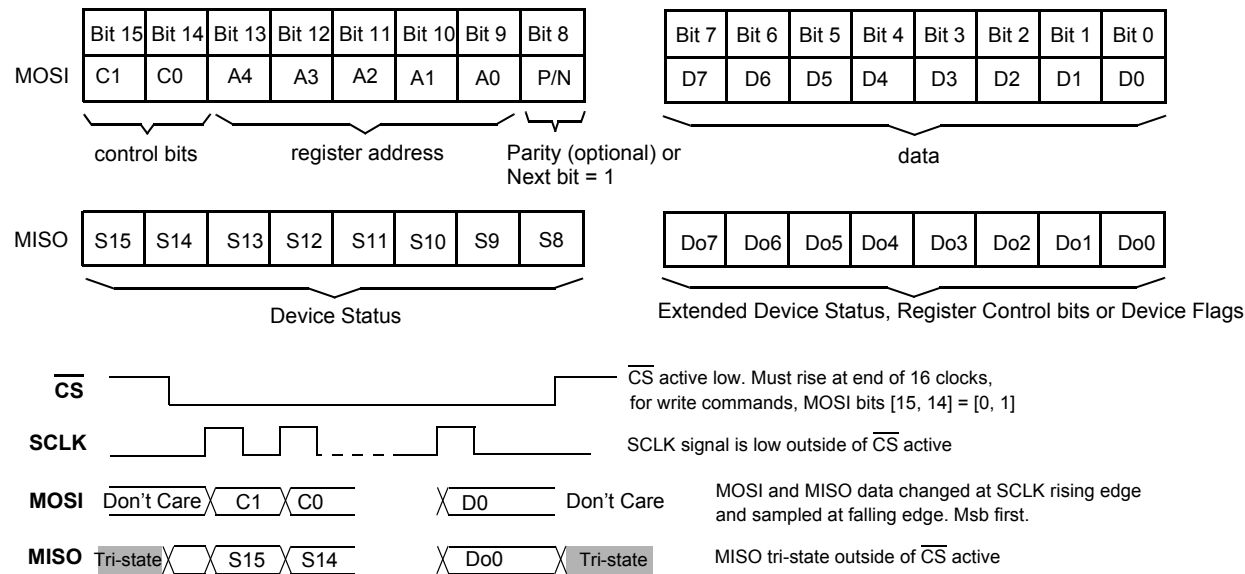 Bit 15 Bit 14 Bit 13 Bit 12 Bit 11 Bit 10 Bit 9 Bit 8 Bit 7 Bit 6 Bit 5 Bit 4 Bit 3 Bit 2 Bit 1 Bit 0
MOSI C1 C0 A4 A3 A2 A1 A0 P/N D7 D6 D5 D4 D3 D2 D1 D0
control bits register address Parity (optional) or data
Next bit = 1
MISO S15 S14 S13 S12 S11 S10 S9 S8 Do7 Do6 Do5 Do4 Do3 Do2 Do1 Do0
Device Status Extended Device Status, Register Control bits or Device Flags
CS CS active low. Must rise at end of 16 clocks,
for write commands, MOSI bits [15, 14] = [0, 1]
SCLK SCLK signal is low outside of CS active
MOSI Don't Care C1 C0 D0 Don't Care MOSI and MISO data changed at SCLK rising edge
and sampled at falling edge. Msb first.
MISO Tri-state S15 S14 Do0 Tri-state MISO tri-state outside of CS active